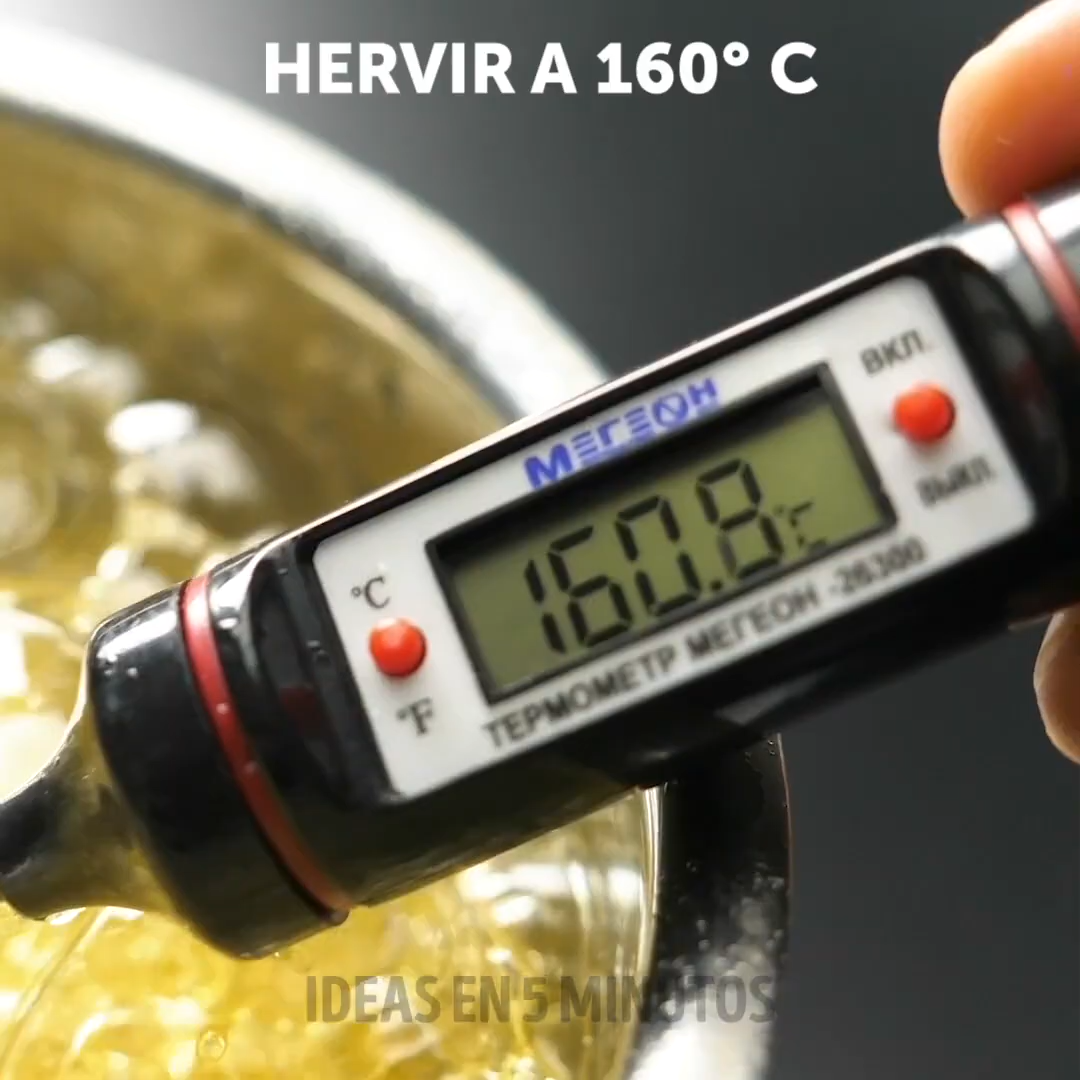 HERVIR A 160° C
ВКЛ.
МЕГЕОН
160.8 °C
ВЫКЛ.
°C
ТЕРМОМЕТР МЕГЕОН -26300
°F
IDEAS EN 5 MINUTOS